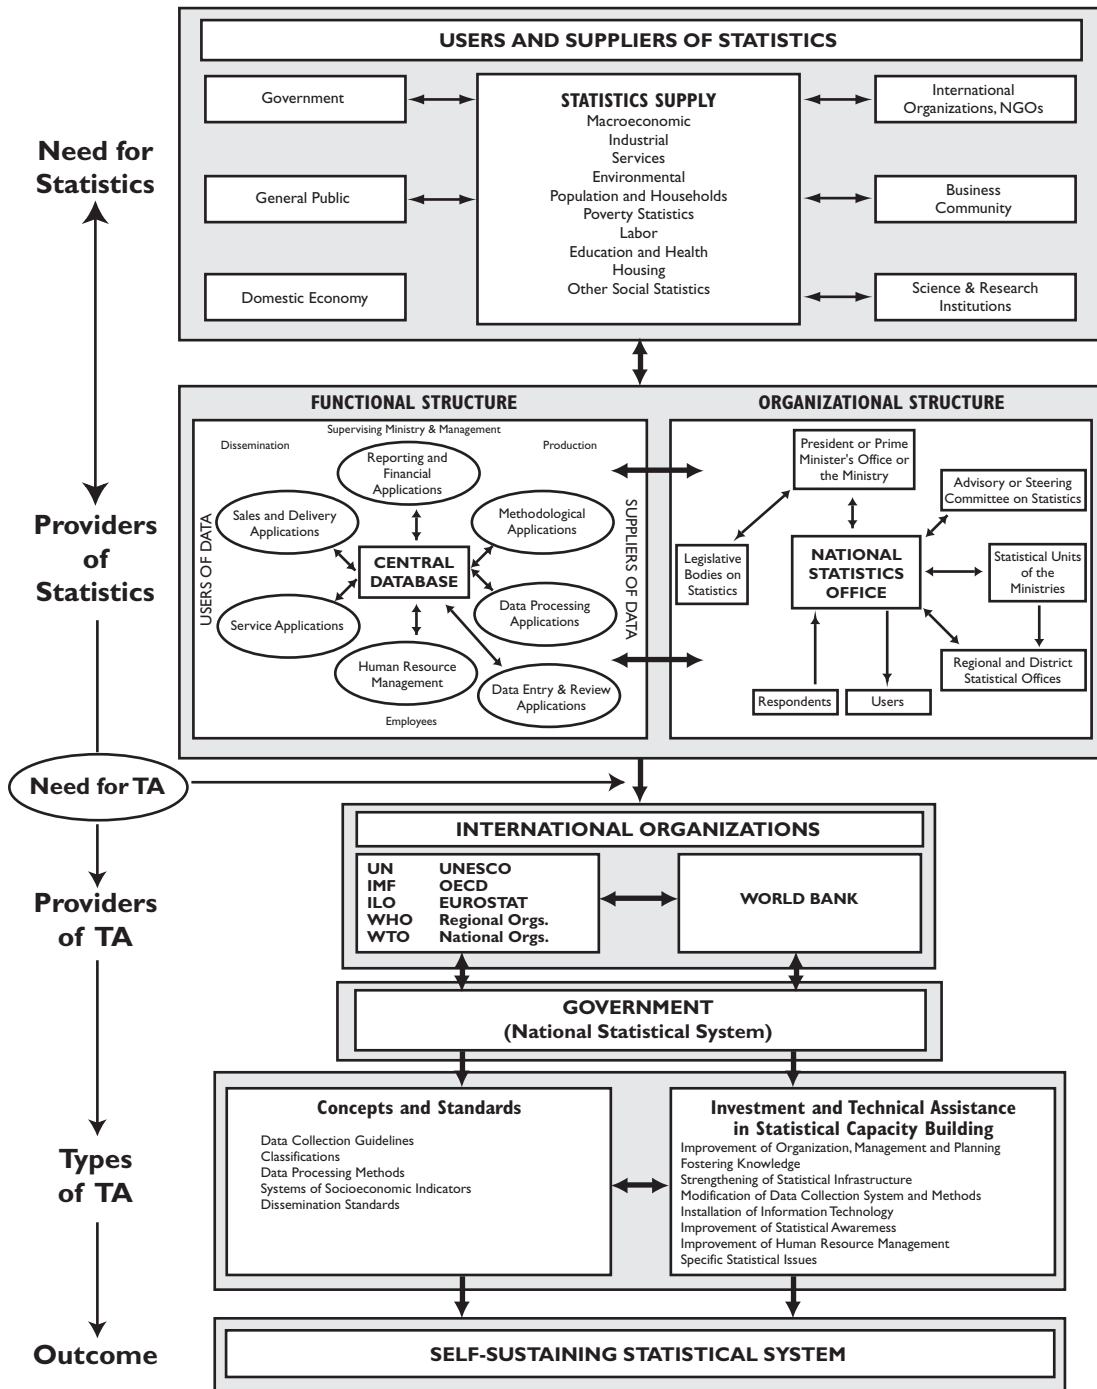 USERS AND SUPPLIERS OF STATISTICS
Government
General Public
Domestic Economy
STATISTICS SUPPLY
Macroeconomic
Industrial
Services
Environmental
Population and Households
Poverty Statistics
Labor
Education and Health
Housing
Other Social Statistics
International
Organizations, NGOs
Business
Community
Science & Research
Institutions
Need for
Statistics
Providers
of
Statistics
FUNCTIONAL STRUCTURE
Supervising Ministry & Management
Dissemination
Production
Reporting and
Financial
Applications
Sales and Delivery
Applications
Methodological
Applications
USERS OF DATA
CENTRAL
DATABASE
SUPPLIERS OF DATA
Service Applications
Data Processing
Applications
Human Resource
Management
Data Entry & Review
Applications
Employees
ORGANIZATIONAL STRUCTURE
President or Prime
Minister's Office or
the Ministry
Advisory or Steering
Committee on Statistics
Legislative
Bodies on
Statistics
NATIONAL
STATISTICS
OFFICE
Statistical Units
of the
Ministries
Regional and District
Statistical Offices
Respondents
Users
Need for TA
INTERNATIONAL ORGANIZATIONS
UN UNESCO
IMF OECD
ILO EUROSTAT
WHO Regional Orgs.
WTO National Orgs.
WORLD BANK
Providers
of TA
GOVERNMENT
(National Statistical System)
Types
of TA
Concepts and Standards
Data Collection Guidelines
Classifications
Data Processing Methods
Systems of Socioeconomic Indicators
Dissemination Standards
Investment and Technical Assistance
in Statistical Capacity Building
Improvement of Organization, Management and Planning
Fostering Knowledge
Strengthening of Statistical Infrastructure
Modification of Data Collection System and Methods
Installation of Information Technology
Improvement of Statistical Awaremess
Improvement of Human Resource Management
Specific Statistical Issues
Outcome
SELF-SUSTAINING STATISTICAL SYSTEM